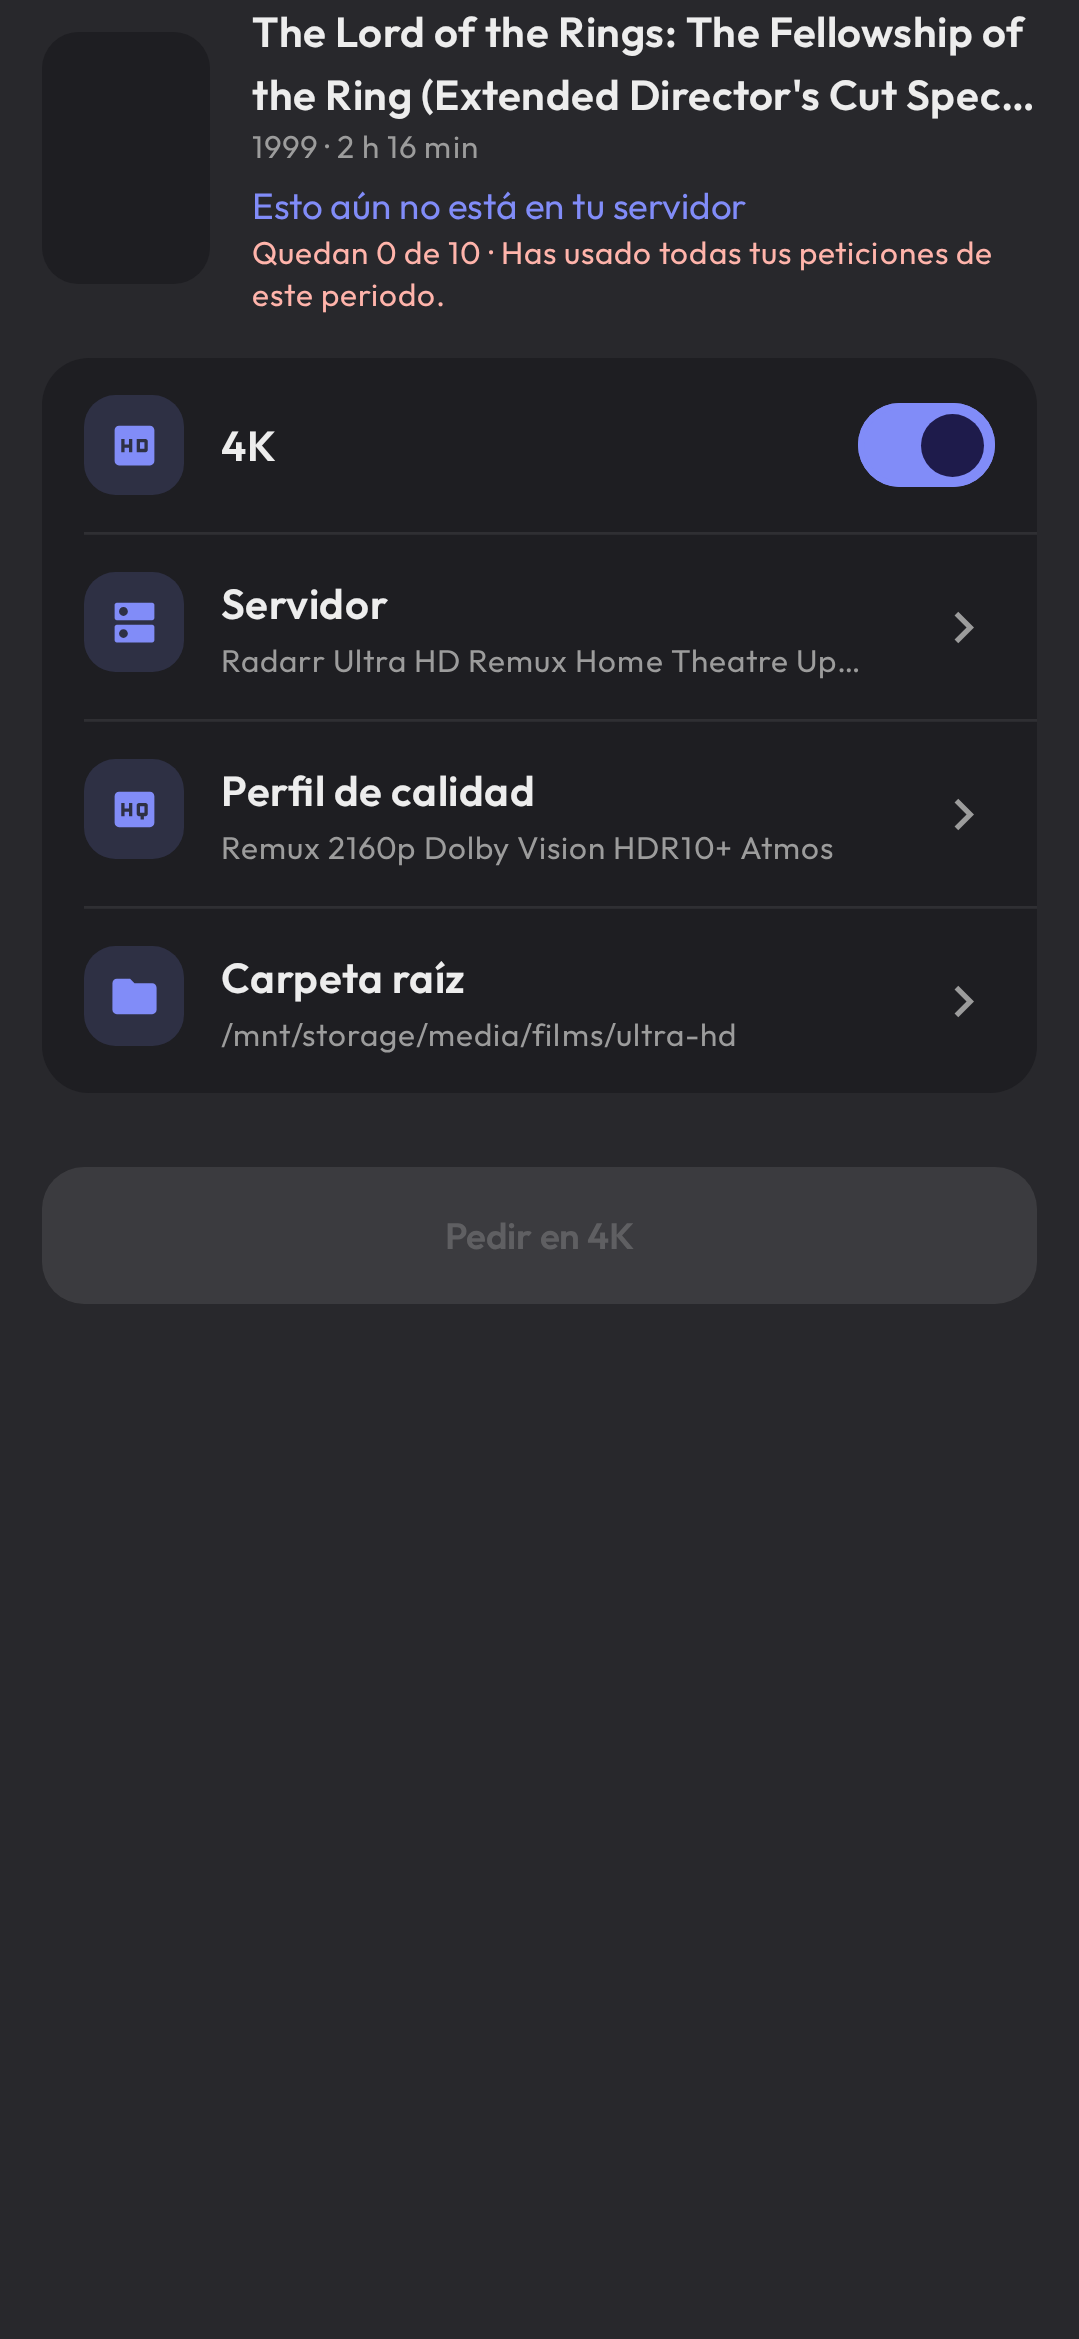 The Lord of the Rings: The Fellowship of
the Ring (Extended Director's Cut Spec...
1999 · 2 h 16 min
Esto aún no está en tu servidor
Quedan 0 de 10 · Has usado todas tus peticiones de
este periodo.
HD
4K
Servidor
Radarr Ultra HD Remux Home Theatre Up...
HQ
Perfil de calidad
Remux 2160p Dolby Vision HDR10+ Atmos
Carpeta raíz
/mnt/storage/media/films/ultra-hd
Pedir en 4K